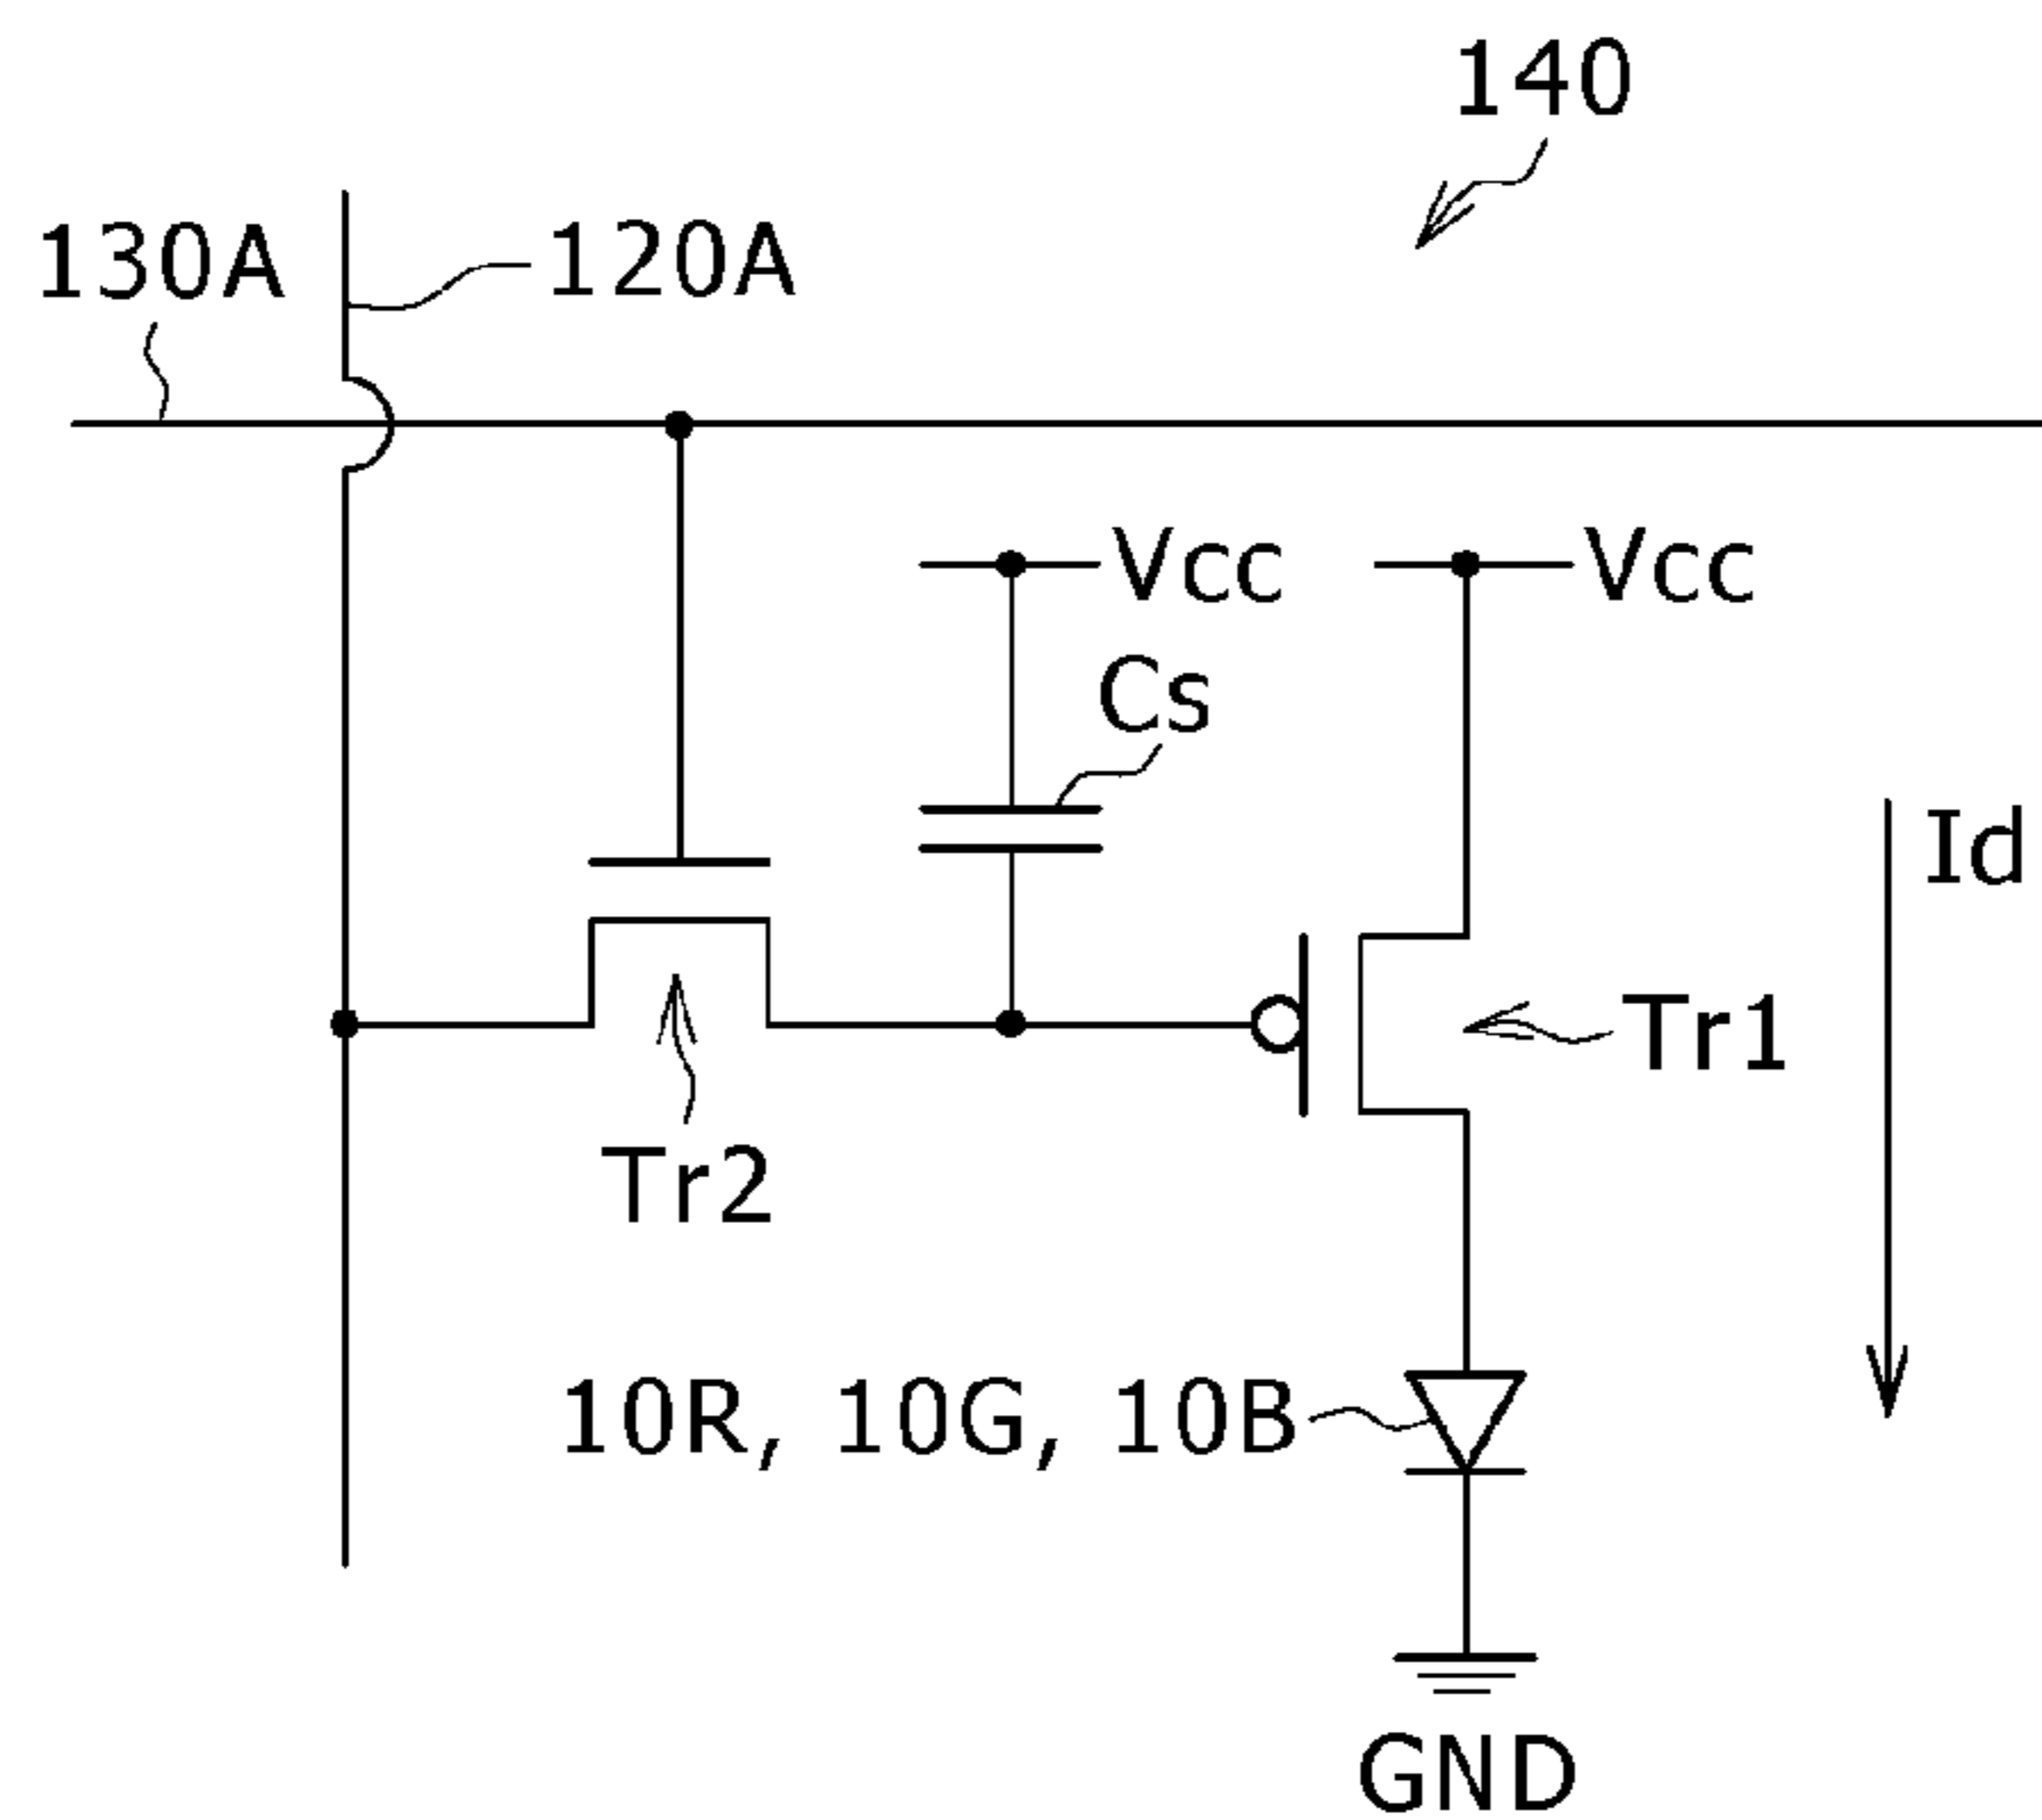 140
130A
120A
Vcc
Vcc
Cs
Id
Tr1
Tr2
10R, 10G, 10B
GND